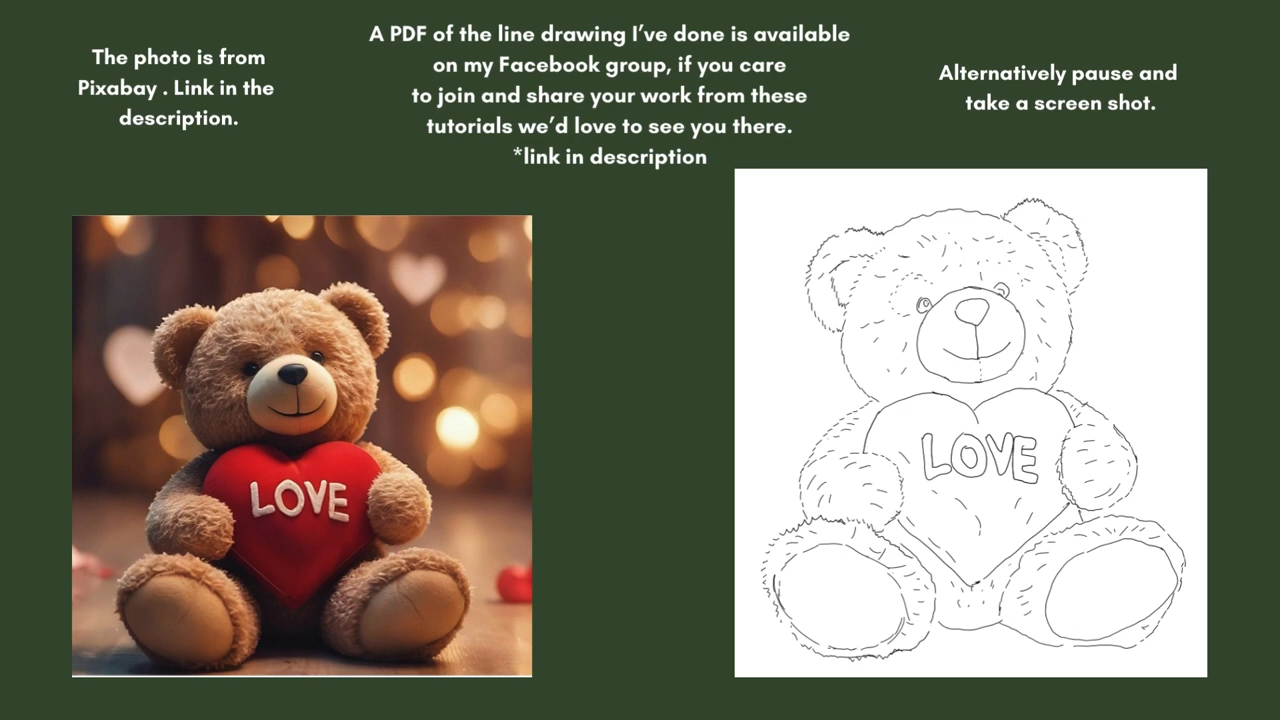 The photo is from
Pixabay . Link in the
description.
A PDF of the line drawing I’ve done is available
on my Facebook group, if you care
to join and share your work from these
tutorials we’d love to see you there.
*link in description
Alternatively pause and
take a screen shot.
LOVE
LOVE